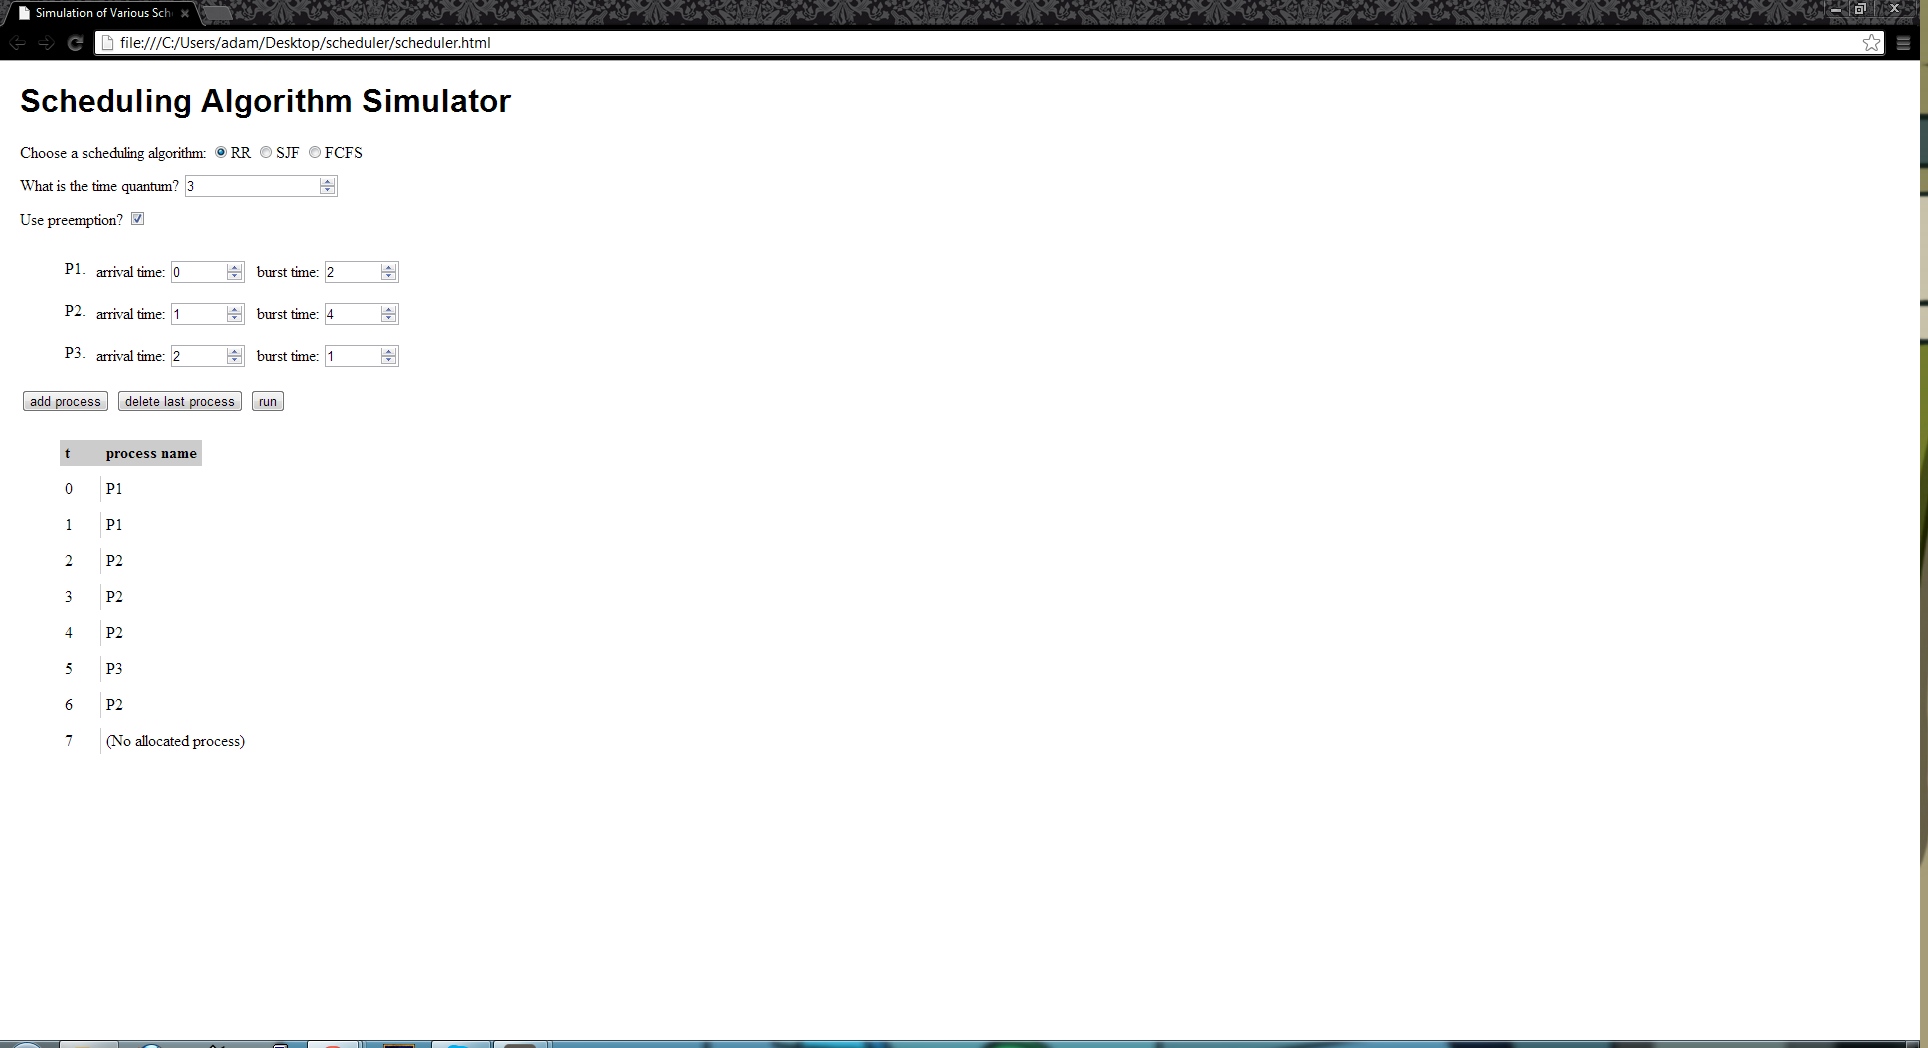 Simulation of Various Sch
file:///C:/Users/adam/Desktop/scheduler/scheduler.html
Scheduling Algorithm Simulator
Choose a scheduling algorithm: RR SJF FCFS
What is the time quantum? 3
Use preemption?
P1. arrival time: 0 burst time: 2
P2. arrival time: 1 burst time: 4
P3. arrival time: 2 burst time: 1
add process delete last process run
t process name
0 P1
1 P1
2 P2
3 P2
4 P2
5 P3
6 P2
7 (No allocated process)